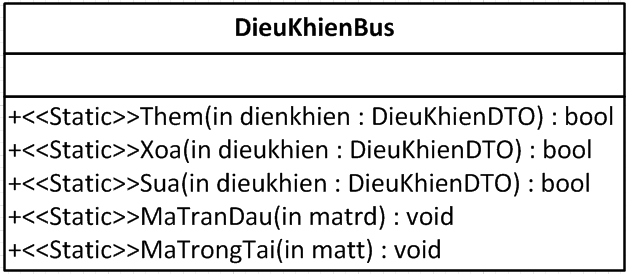 DieuKhienBus
+<<Static>>Them(in dienkhien : DieuKhienDTO) : bool
+<<Static>>Xoa(in dieukhien : DieuKhienDTO) : bool
+<<Static>>Sua(in dieukhien : DieuKhienDTO) : bool
+<<Static>>MaTranDau(in matrd) : void
+<<Static>>MaTrongTai(in matt) : void